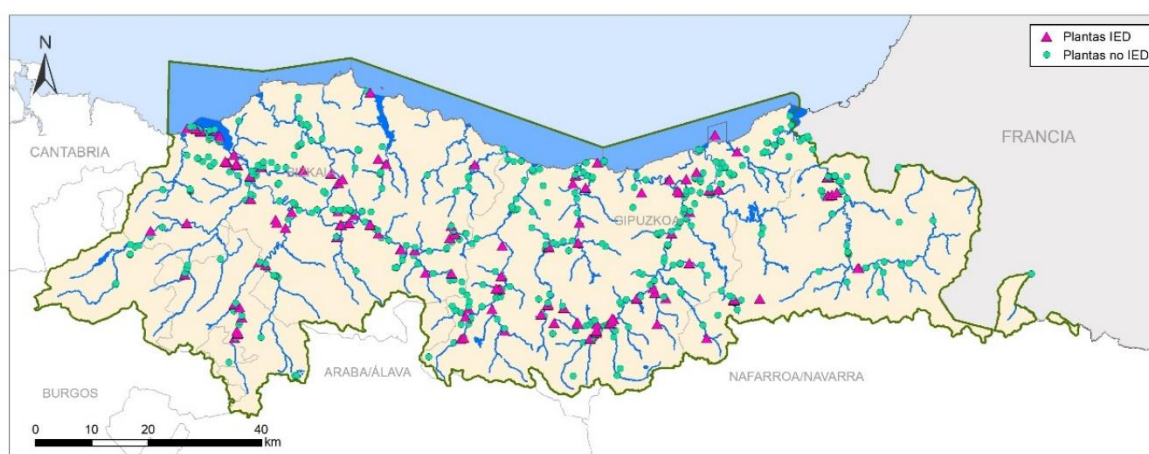 N
Plantas IED
Plantas no IED
FRANCIA
CANTABRIA
BIZKAIA
GIPUZKOA
ARABA/ÁLAVA
NAFARROA/NAVARRA
BURGOS
0 10 20 40
km